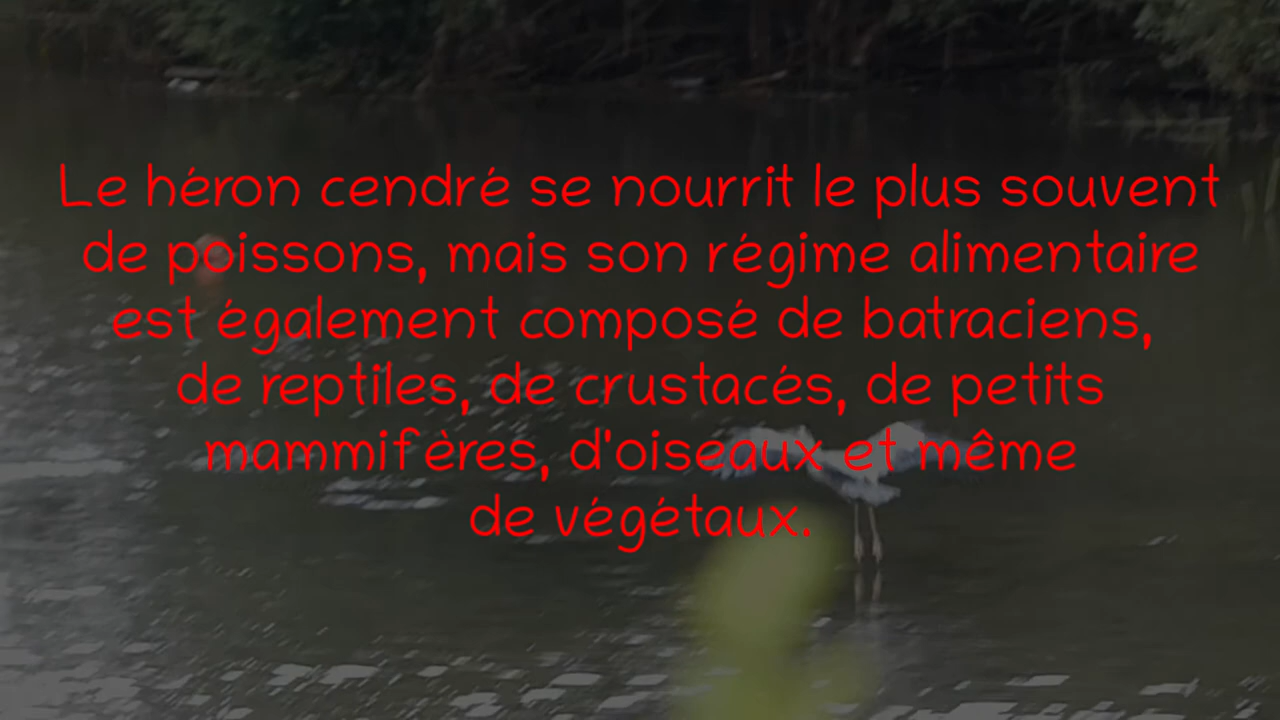 Le héron cendré se nourrit le plus souvent
de poissons, mais son régime alimentaire
est également composé de batraciens,
de reptiles, de crustacés, de petits
mammifères, d'oiseaux et même
de végétaux.